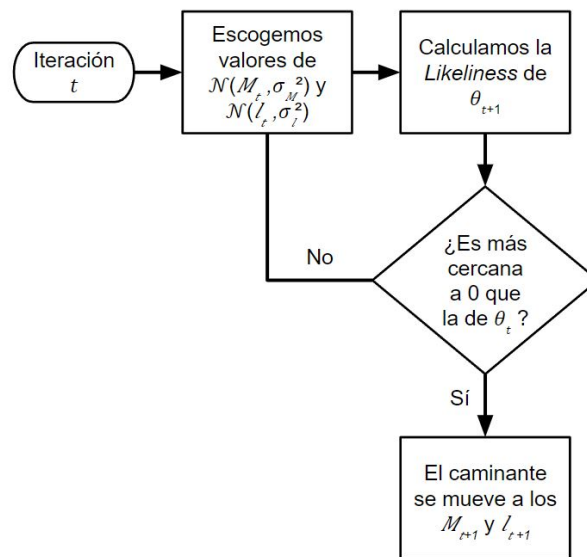 Iteración
t
Escogemos
valores de
𝒩(M_t,σ_M²) y
𝒩(l_t,σ_l²)
Calculamos la
Likeliness de
θ_{t+1}
¿Es más
cercana
a 0 que
la de θ_t ?
No
Sí
El caminante
se mueve a los
M_{t+1} y l_{t+1}